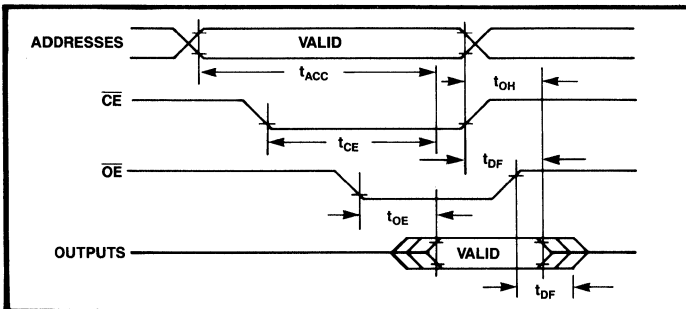 ADDRESSES VALID
tACC
tOH
CE
tCE
tDF
OE
tOE
OUTPUTS VALID
tDF